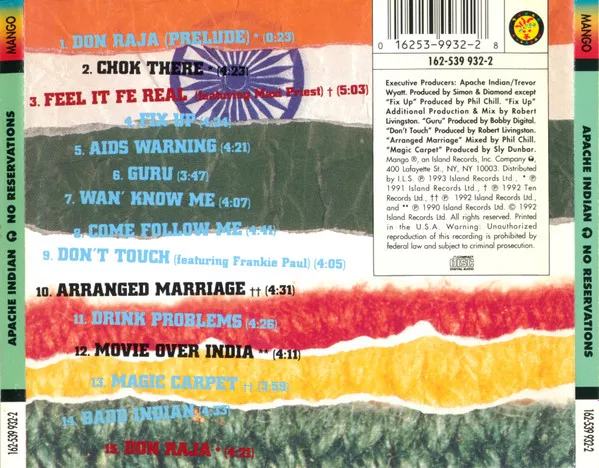 MANGO
APACHE INDIAN NO RESERVATIONS
162-539 932-2
1. DON RAJA (PRELUDE) * (0:23)
2. CHOK THERE * (4:23)
3. FEEL IT FE REAL (featuring Maxi Priest) † (5:03)
4. FIX UP 4:34
5. AIDS WARNING (4:21)
6. GURU (3:47)
7. WAN' KNOW ME (4:07)
8. COME FOLLOW ME (4:41)
9. DON'T TOUCH (featuring Frankie Paul) (4:05)
10. ARRANGED MARRIAGE †† (4:31)
11. DRINK PROBLEMS (4:26)
12. MOVIE OVER INDIA ** (4:11)
13. MAGIC CARPET †† (3:59)
14. BADD INDIAN (4:33)
15. DON RAJA * (4:21)
0 16253-9932-2 8
162-539 932-2
Executive Producers: Apache Indian/Trevor
Wyatt. Produced by Simon & Diamond except
"Fix Up" Produced by Phil Chill. "Fix Up"
Additional Production & Mix by Robert
Livingston. "Guru" Produced by Bobby Digital.
"Don't Touch" Produced by Robert Livingston.
"Arranged Marriage" Mixed by Phil Chill.
"Magic Carpet" Produced by Sly Dunbar.
Mango ®, an Island Records, Inc. Company
400 Lafayette St., NY, NY 10003. Distributed
by I.L.S. ℗ 1993 Island Records Ltd., * ℗
1991 Island Records Ltd., † ℗ 1992 Ten
Records Ltd., †† ℗ 1992 Island Records Ltd.,
and ** ℗ 1990 Island Records Ltd. © 1992
Island Records Ltd. All rights reserved. Printed
in the U.S.A. Warning: Unauthorized
reproduction of this recording is prohibited by
federal law and subject to criminal prosecution.
COMPACT
disc
DIGITAL AUDIO
MANGO
APACHE INDIAN NO RESERVATIONS
162-539 932-2